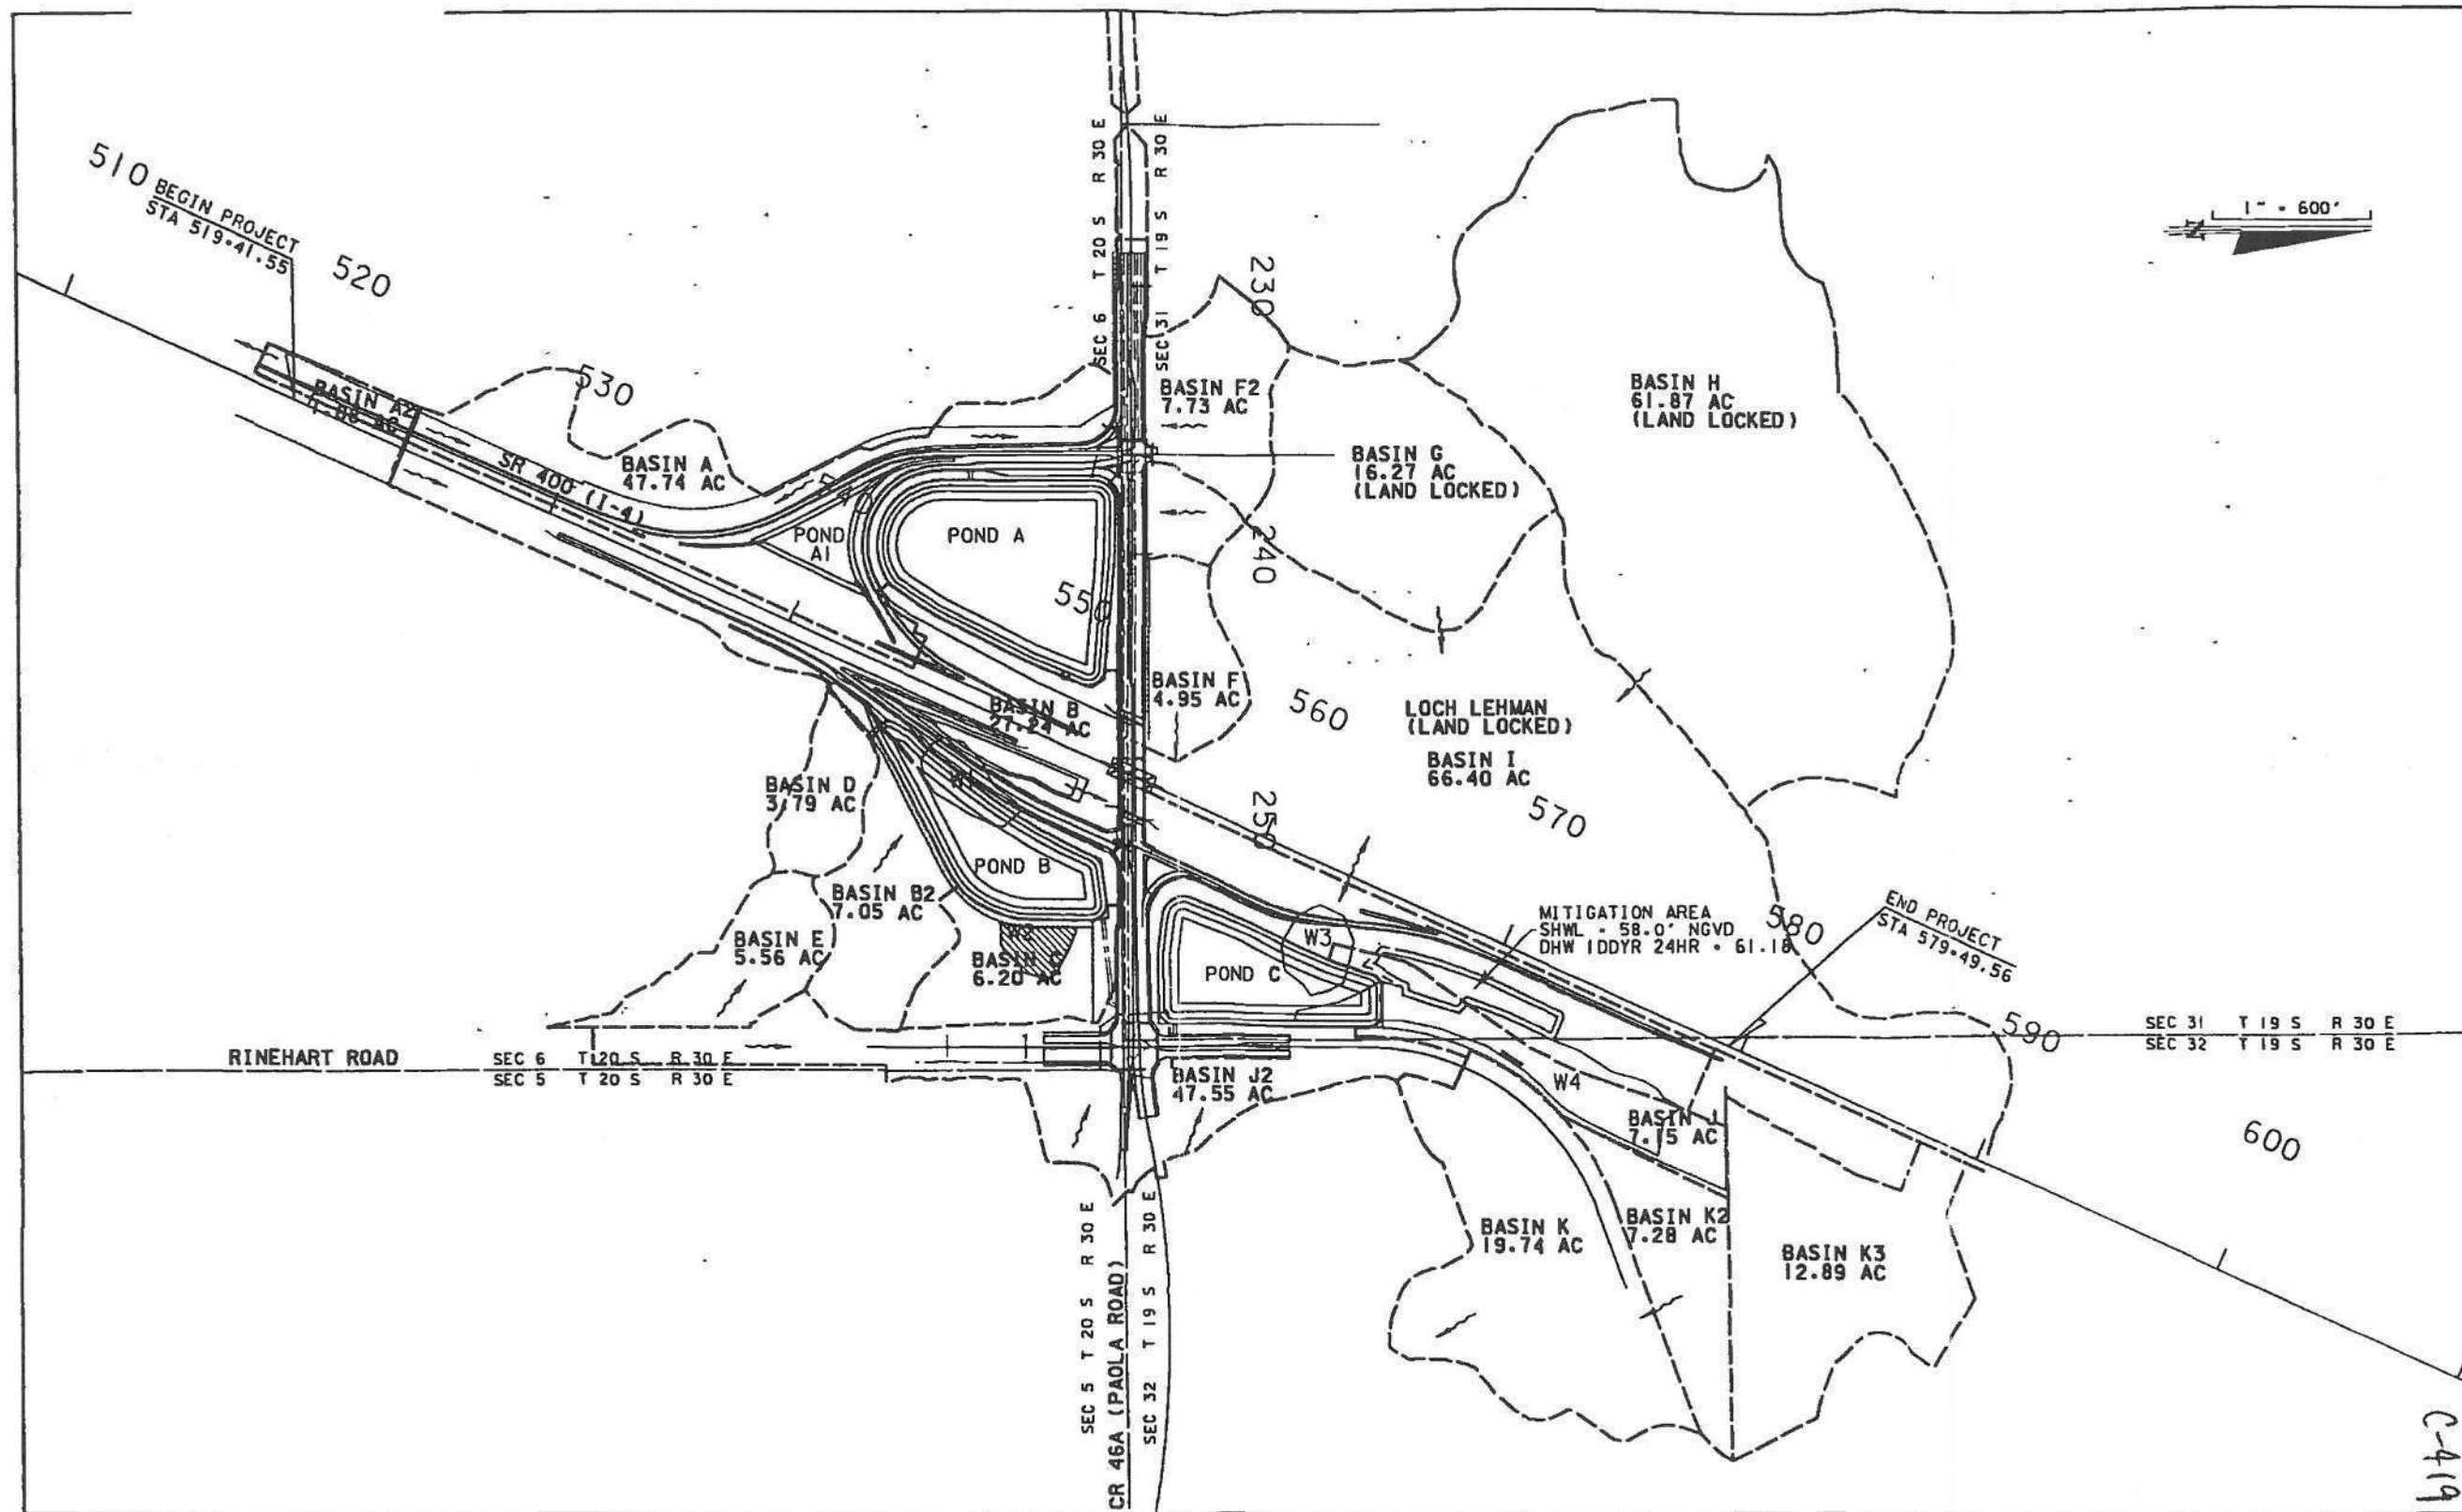 510
BEGIN PROJECT
STA 519+41.55
520
530
BASIN A2
SR 400 (I-4)
BASIN A
47.74 AC
540
POND
A1
POND A
550
SEC 6 T 20 S R 30 E
SEC 31 T 19 S R 30 E
230
BASIN F2
7.73 AC
BASIN G
16.27 AC
(LAND LOCKED)
BASIN H
61.87 AC
(LAND LOCKED)
1" = 600'
N
240
BASIN F
4.95 AC
560
LOCH LEHMAN
(LAND LOCKED)
BASIN I
66.40 AC
570
BASIN B
27.24 AC
W1
BASIN D
3.79 AC
250
POND B
BASIN B2
7.05 AC
BASIN E
5.56 AC
W2
BASIN C
6.20 AC
W3
POND C
MITIGATION AREA
SHWL = 58.0' NGVD
DHW 100YR 24HR = 61.18
580
END PROJECT
STA 579+49.56
590
SEC 31 T 19 S R 30 E
SEC 32 T 19 S R 30 E
RINEHART ROAD
SEC 6 T 20 S R 30 E
SEC 5 T 20 S R 30 E
BASIN J2
47.55 AC
W4
BASIN J
7.15 AC
600
BASIN K
19.74 AC
BASIN K2
7.28 AC
BASIN K3
12.89 AC
SEC 5 T 20 S R 30 E
CR 46A (PAOLA ROAD)
SEC 32 T 19 S R 30 E
C-419